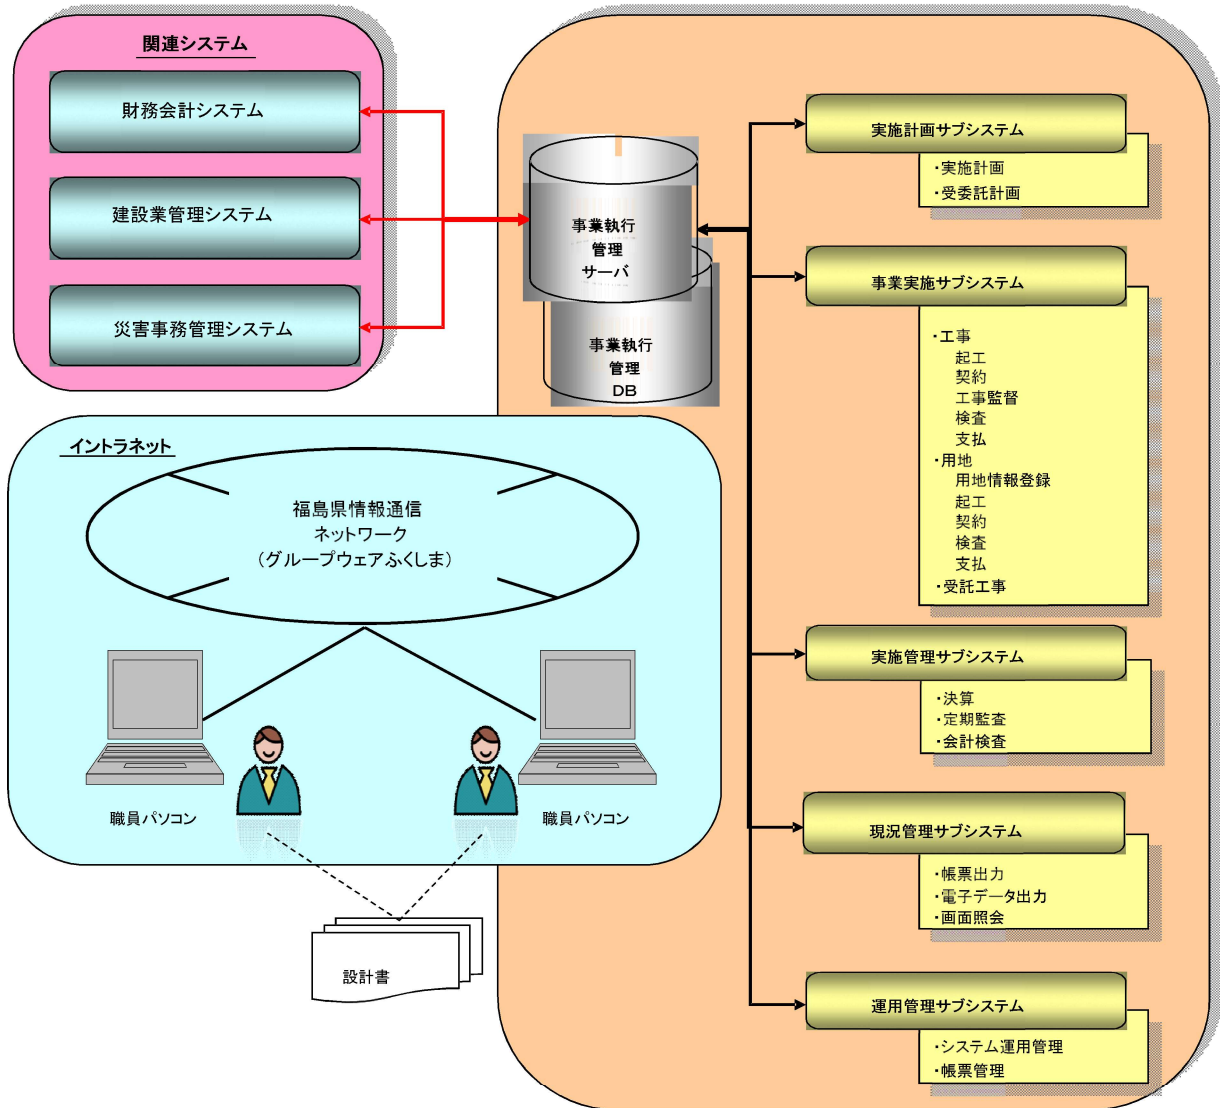 関連システム
財務会計システム
建設業管理システム
災害事務管理システム
事業執行
管理
サーバ
事業執行
管理
DB
実施計画サブシステム
・実施計画
・受委託計画
事業実施サブシステム
・工事
起工
契約
工事監督
検査
支払
・用地
用地情報登録
起工
契約
検査
支払
・受託工事
実施管理サブシステム
・決算
・定期監査
・会計検査
現況管理サブシステム
・帳票出力
・電子データ出力
・画面照会
運用管理サブシステム
・システム運用管理
・帳票管理
イントラネット
福島県情報通信
ネットワーク
(グループウェアふくしま)
職員パソコン
職員パソコン
設計書